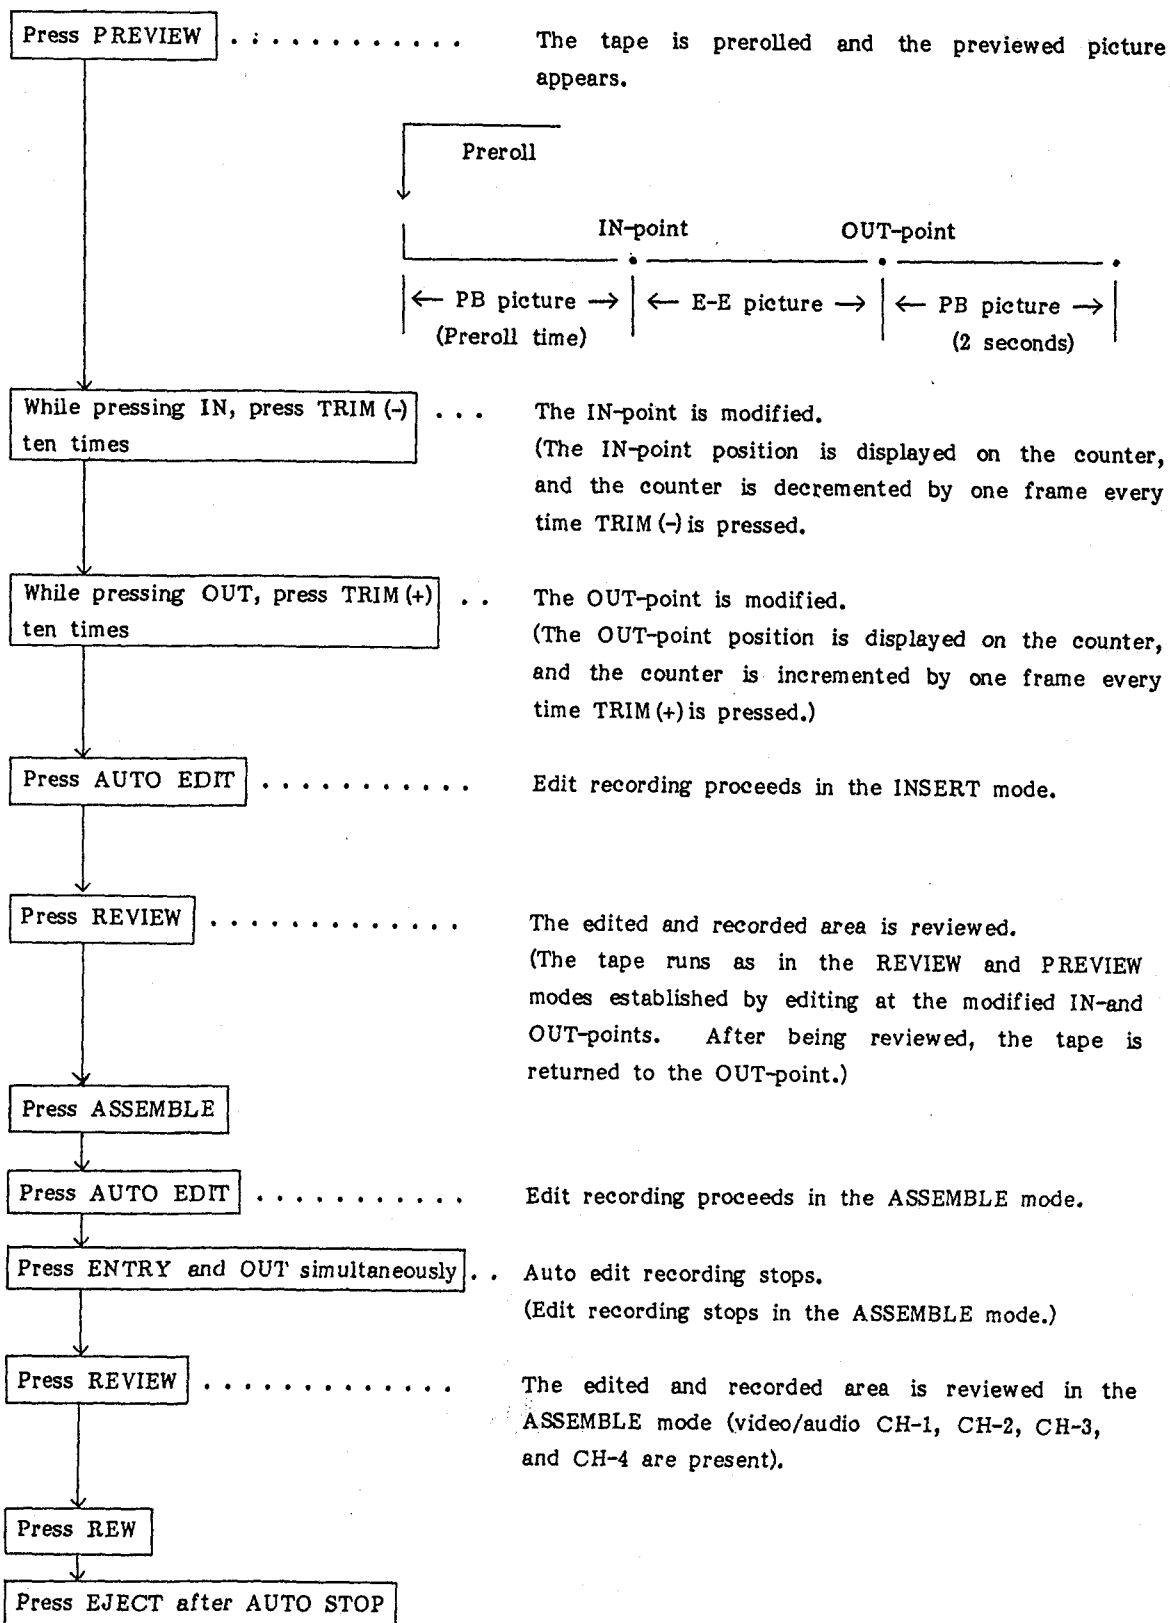 Press PREVIEW . . . . . . . . . . . . The tape is prerolled and the previewed picture
appears.
Preroll
IN-point OUT-point
← PB picture → ← E-E picture → ← PB picture →
(Preroll time) (2 seconds)
While pressing IN, press TRIM (-) . . . The IN-point is modified.
ten times (The IN-point position is displayed on the counter,
and the counter is decremented by one frame every
time TRIM (-) is pressed.
While pressing OUT, press TRIM (+) . . The OUT-point is modified.
ten times (The OUT-point position is displayed on the counter,
and the counter is incremented by one frame every
time TRIM (+) is pressed.)
Press AUTO EDIT . . . . . . . . . . . Edit recording proceeds in the INSERT mode.
Press REVIEW . . . . . . . . . . . . . The edited and recorded area is reviewed.
(The tape runs as in the REVIEW and PREVIEW
modes established by editing at the modified IN-and
OUT-points. After being reviewed, the tape is
returned to the OUT-point.)
Press ASSEMBLE
Press AUTO EDIT . . . . . . . . . . . Edit recording proceeds in the ASSEMBLE mode.
Press ENTRY and OUT simultaneously . . Auto edit recording stops.
(Edit recording stops in the ASSEMBLE mode.)
Press REVIEW . . . . . . . . . . . . . The edited and recorded area is reviewed in the
ASSEMBLE mode (video/audio CH-1, CH-2, CH-3,
and CH-4 are present).
Press REW
Press EJECT after AUTO STOP